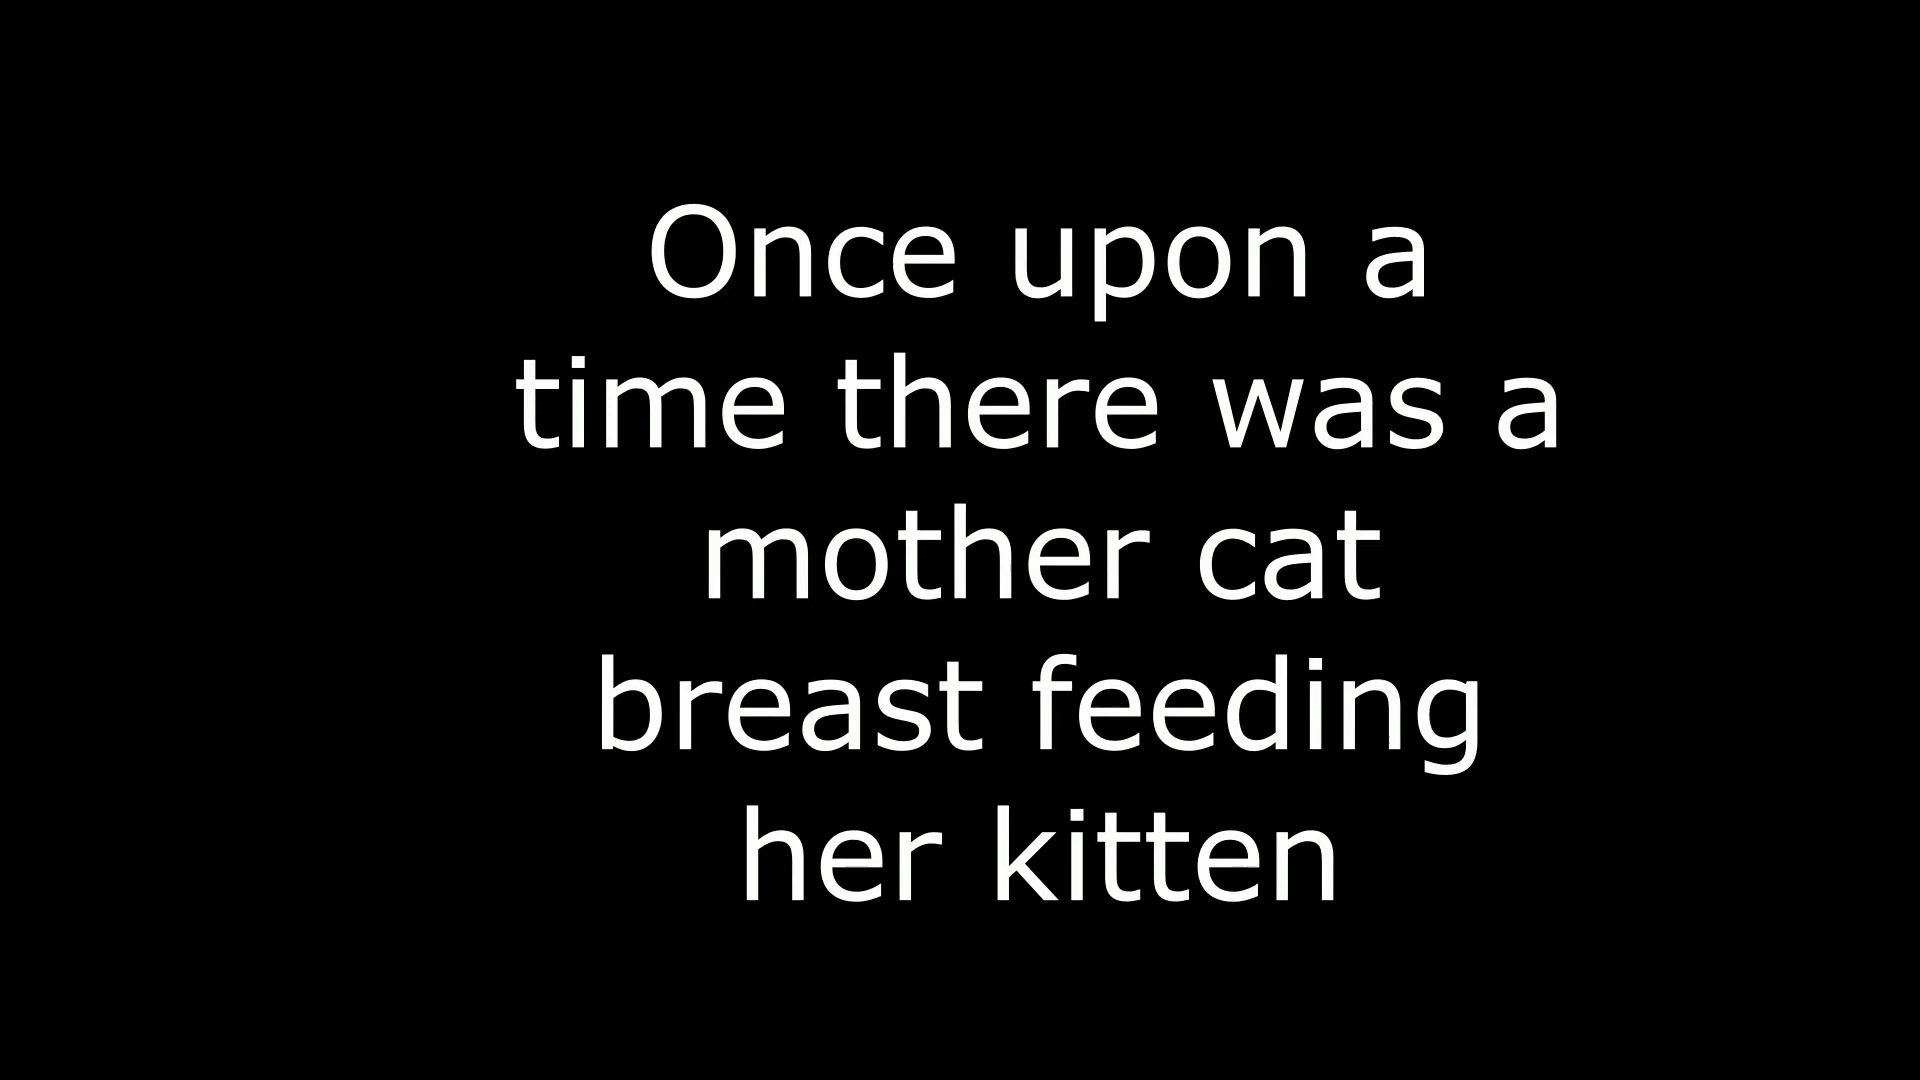 Once upon a
time there was a
mother cat
breast feeding
her kitten